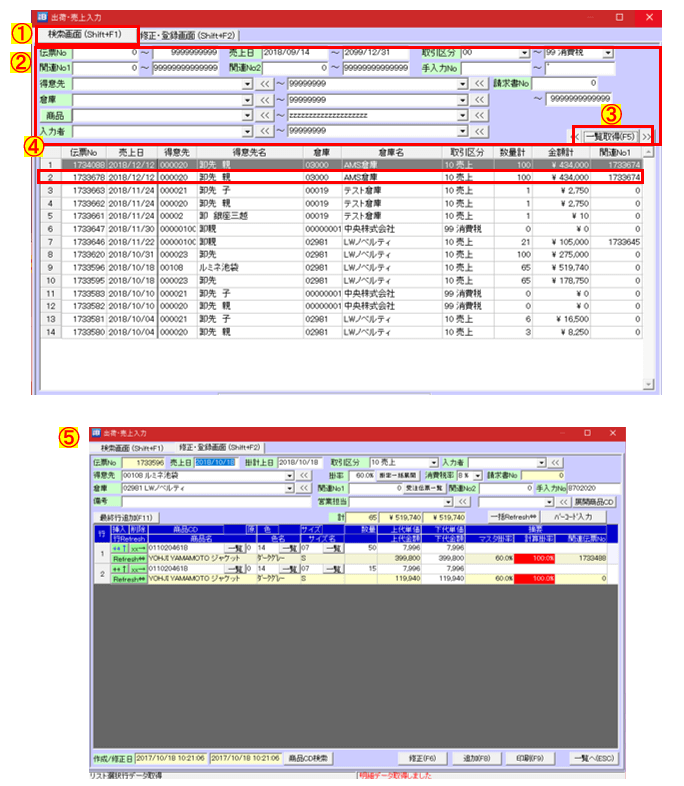 出荷・売上入力
① 検索画面 (Shift+F1) 修正・登録画面 (Shift+F2)
伝票No 0 ～ 9999999999 売上日 2018/09/14 ～ 2099/12/31 取引区分 00 ～ 99 消費税
②
関連No1 0 ～ 9999999999999 関連No2 0 ～ 9999999999999 手入力No ～ *
得意先 << ～ 99999999 << 請求書No 0
倉庫 << ～ 99999999 << ～ 9999999999999
商品 << ～ zzzzzzzzzzzzzzzzzzzz <<
③
入力者 << ～ 99999999 << << 一覧取得(F5) >>
④
伝票No 売上日 得意先 得意先名 倉庫 倉庫名 取引区分 数量計 金額計 関連No1
1 1734088 2018/12/12 000020 卸先 親 03000 AMS倉庫 10 売上 100 ¥ 434,000 1733674
2 1733678 2018/12/12 000020 卸先 親 03000 AMS倉庫 10 売上 100 ¥ 434,000 1733674
3 1733663 2018/11/24 000021 卸先 子 00019 テスト倉庫 10 売上 1 ¥ 2,750 0
4 1733662 2018/11/24 000020 卸先 親 00019 テスト倉庫 10 売上 1 ¥ 2,750 0
5 1733661 2018/11/24 00002 卸 銀座三越 00019 テスト倉庫 10 売上 1 ¥ 10 0
6 1733647 2018/11/30 0000010C 卸親 00000001 中央株式会社 99 消費税 0 ¥ 0 0
7 1733646 2018/11/22 0000010C 卸親 02981 LWノベルティ 10 売上 21 ¥ 105,000 1733645
8 1733620 2018/10/31 000023 卸先 02981 LWノベルティ 10 売上 100 ¥ 275,000 0
9 1733596 2018/10/18 00108 ルミネ池袋 02981 LWノベルティ 10 売上 65 ¥ 519,740 0
10 1733595 2018/10/18 000023 卸先 02981 LWノベルティ 10 売上 65 ¥ 178,750 0
11 1733583 2018/10/10 000021 卸先 子 00000001 中央株式会社 99 消費税 0 ¥ 0 0
12 1733582 2018/10/10 000020 卸先 親 00000001 中央株式会社 99 消費税 0 ¥ 0 0
13 1733581 2018/10/04 000021 卸先 子 02981 LWノベルティ 10 売上 6 ¥ 16,500 0
14 1733580 2018/10/04 000020 卸先 親 02981 LWノベルティ 10 売上 3 ¥ 8,250 0
⑤
出荷・売上入力
検索画面 (Shift+F1) 修正・登録画面 (Shift+F2)
伝票No 1733596 売上日 2018/10/18 掛計上日 2018/10/18 取引区分 10 売上 入力者 <<
得意先 00108 ルミネ池袋 << 掛率 60.0% 掛率一括展開 消費税率 8 % 請求書No 0
倉庫 02981 LWノベルティ << 関連No1 0 受注伝票一覧 関連No2 0 手入力No 8702020
備考 営業担当 << << 展開商品CD
最終行追加(F11) 計 65 ¥ 519,740 ¥ 519,740 一括Refresh** バーコード入力
行 挿入 削除 商品CD 原 色 サイズ 数量 上代単価 下代単価 摘要
行Refresh 商品名 色名 サイズ名 上代金額 下代金額 マスタ掛率 計算掛率 関連伝票No
1 ++↑ xx→ 0110204618 一覧 0 14 一覧 07 一覧 50 7,996 7,996
Refresh** YOHJI YAMAMOTO ジャケット ダークグレー S 399,800 399,800 60.0% 100.0% 1733488
2 ++↑ xx→ 0110204618 一覧 0 14 一覧 07 一覧 15 7,996 7,996
Refresh** YOHJI YAMAMOTO ジャケット ダークグレー S 119,940 119,940 60.0% 100.0% 0
作成/修正日 2017/10/18 10:21:06 2017/10/18 10:21:06 商品CD検索 修正(F6) 追加(F8) 印刷(F9) 一覧へ(ESC)
リスト選択行データ取得 明細データ取得しました